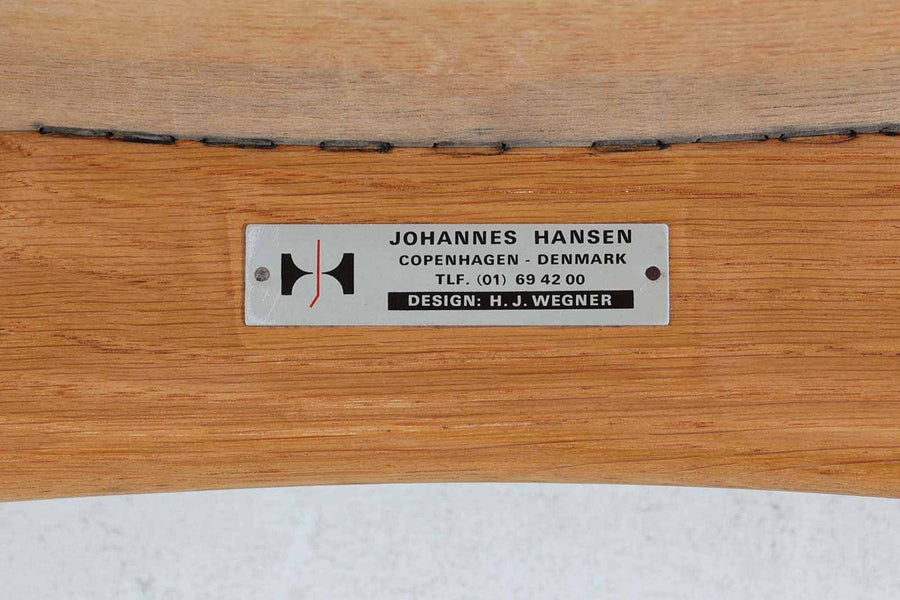 JOHANNES HANSEN
COPENHAGEN - DENMARK
TLF. (01) 69 42 00
DESIGN: H. J. WEGNER